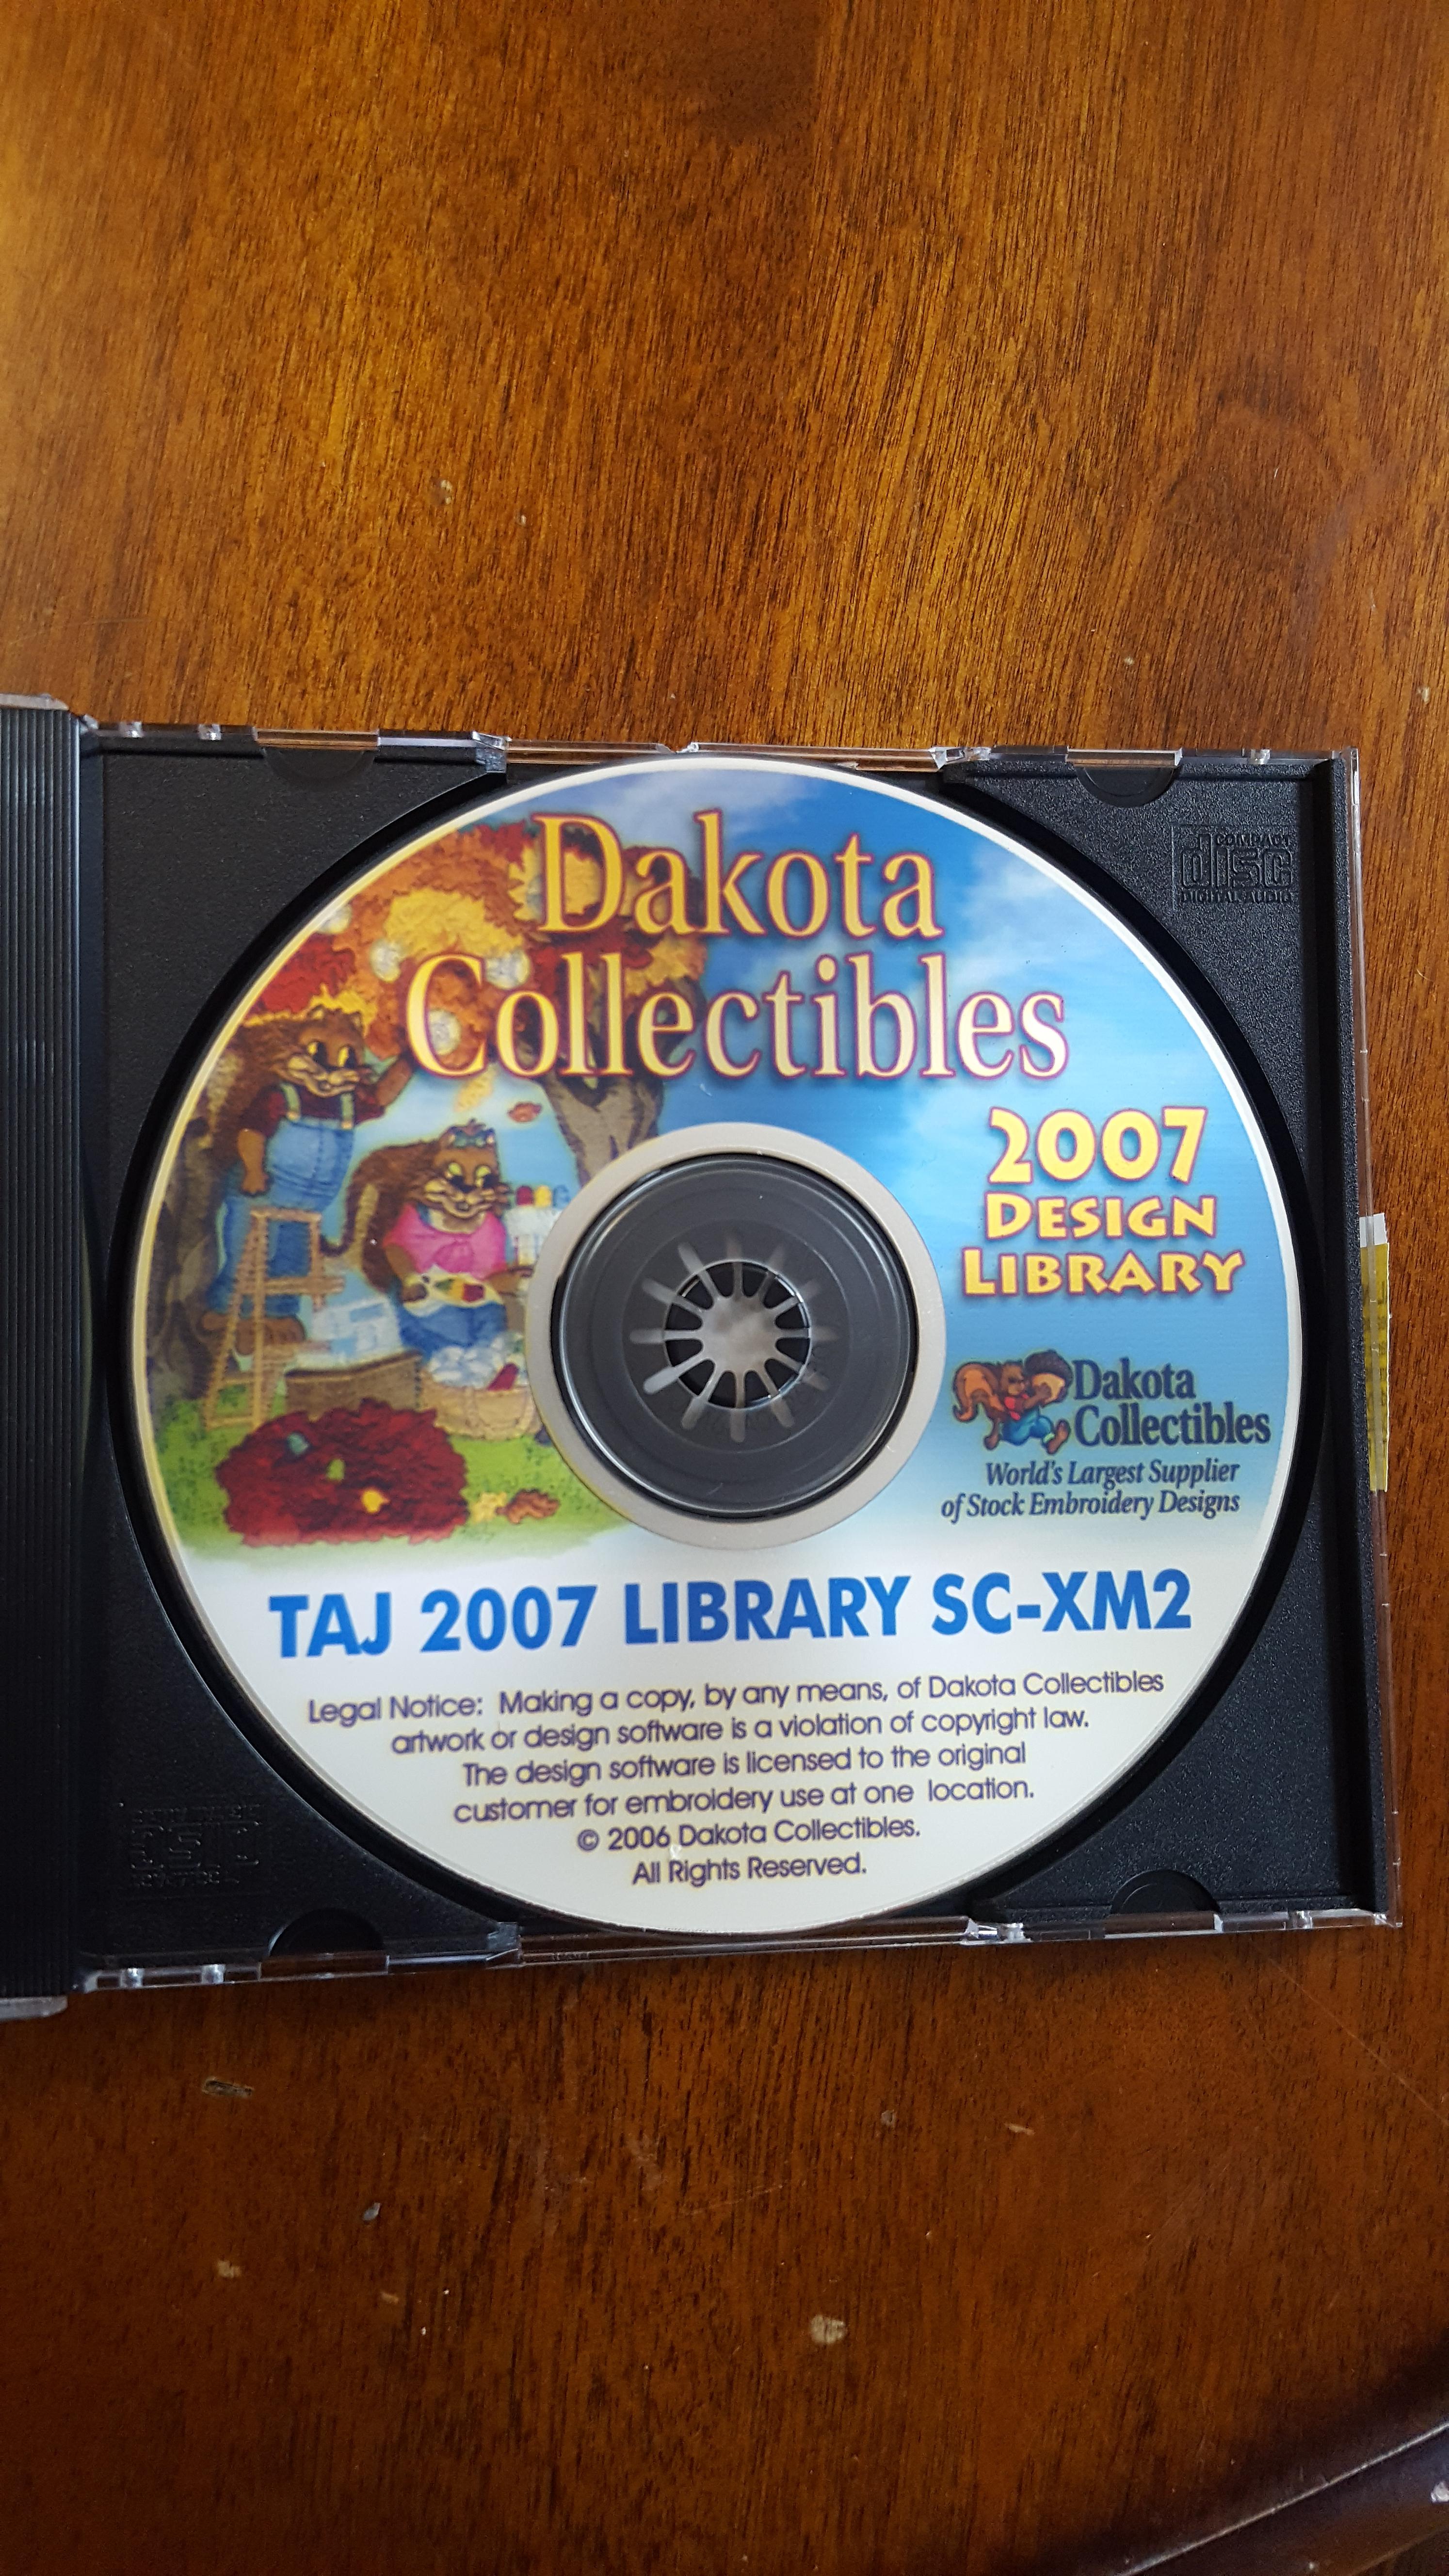 Dakota
Collectibles
COMPACT
disc
DIGITAL AUDIO
2007
DESIGN
LIBRARY
Dakota
Collectibles
World's Largest Supplier
of Stock Embroidery Designs
TAJ 2007 LIBRARY SC-XM2
Legal Notice: Making a copy, by any means, of Dakota Collectibles
artwork or design software is a violation of copyright law.
The design software is licensed to the original
customer for embroidery use at one location.
© 2006 Dakota Collectibles.
All Rights Reserved.